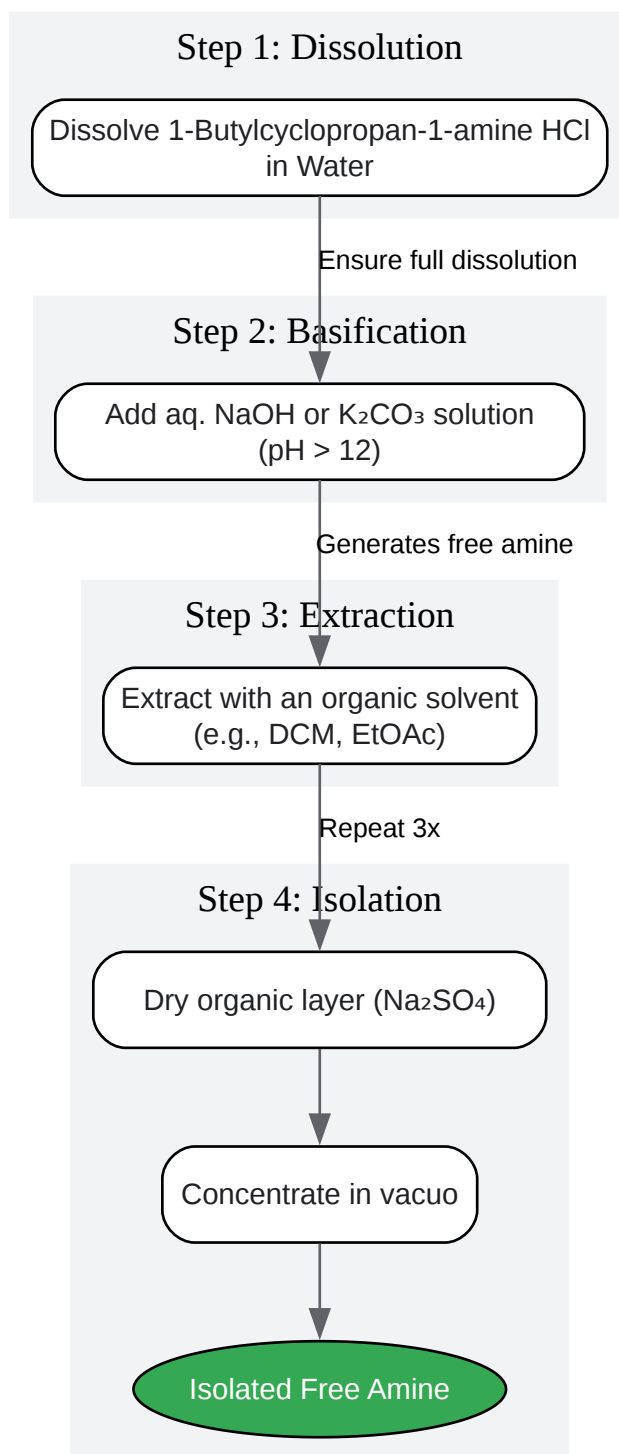 Step 1: Dissolution
Dissolve 1-Butylcyclopropan-1-amine HCl
in Water
Ensure full dissolution
Step 2: Basification
Add aq. NaOH or K₂CO₃ solution
(pH > 12)
Generates free amine
Step 3: Extraction
Extract with an organic solvent
(e.g., DCM, EtOAc)
Repeat 3x
Step 4: Isolation
Dry organic layer (Na₂SO₄)
Concentrate in vacuo
Isolated Free Amine